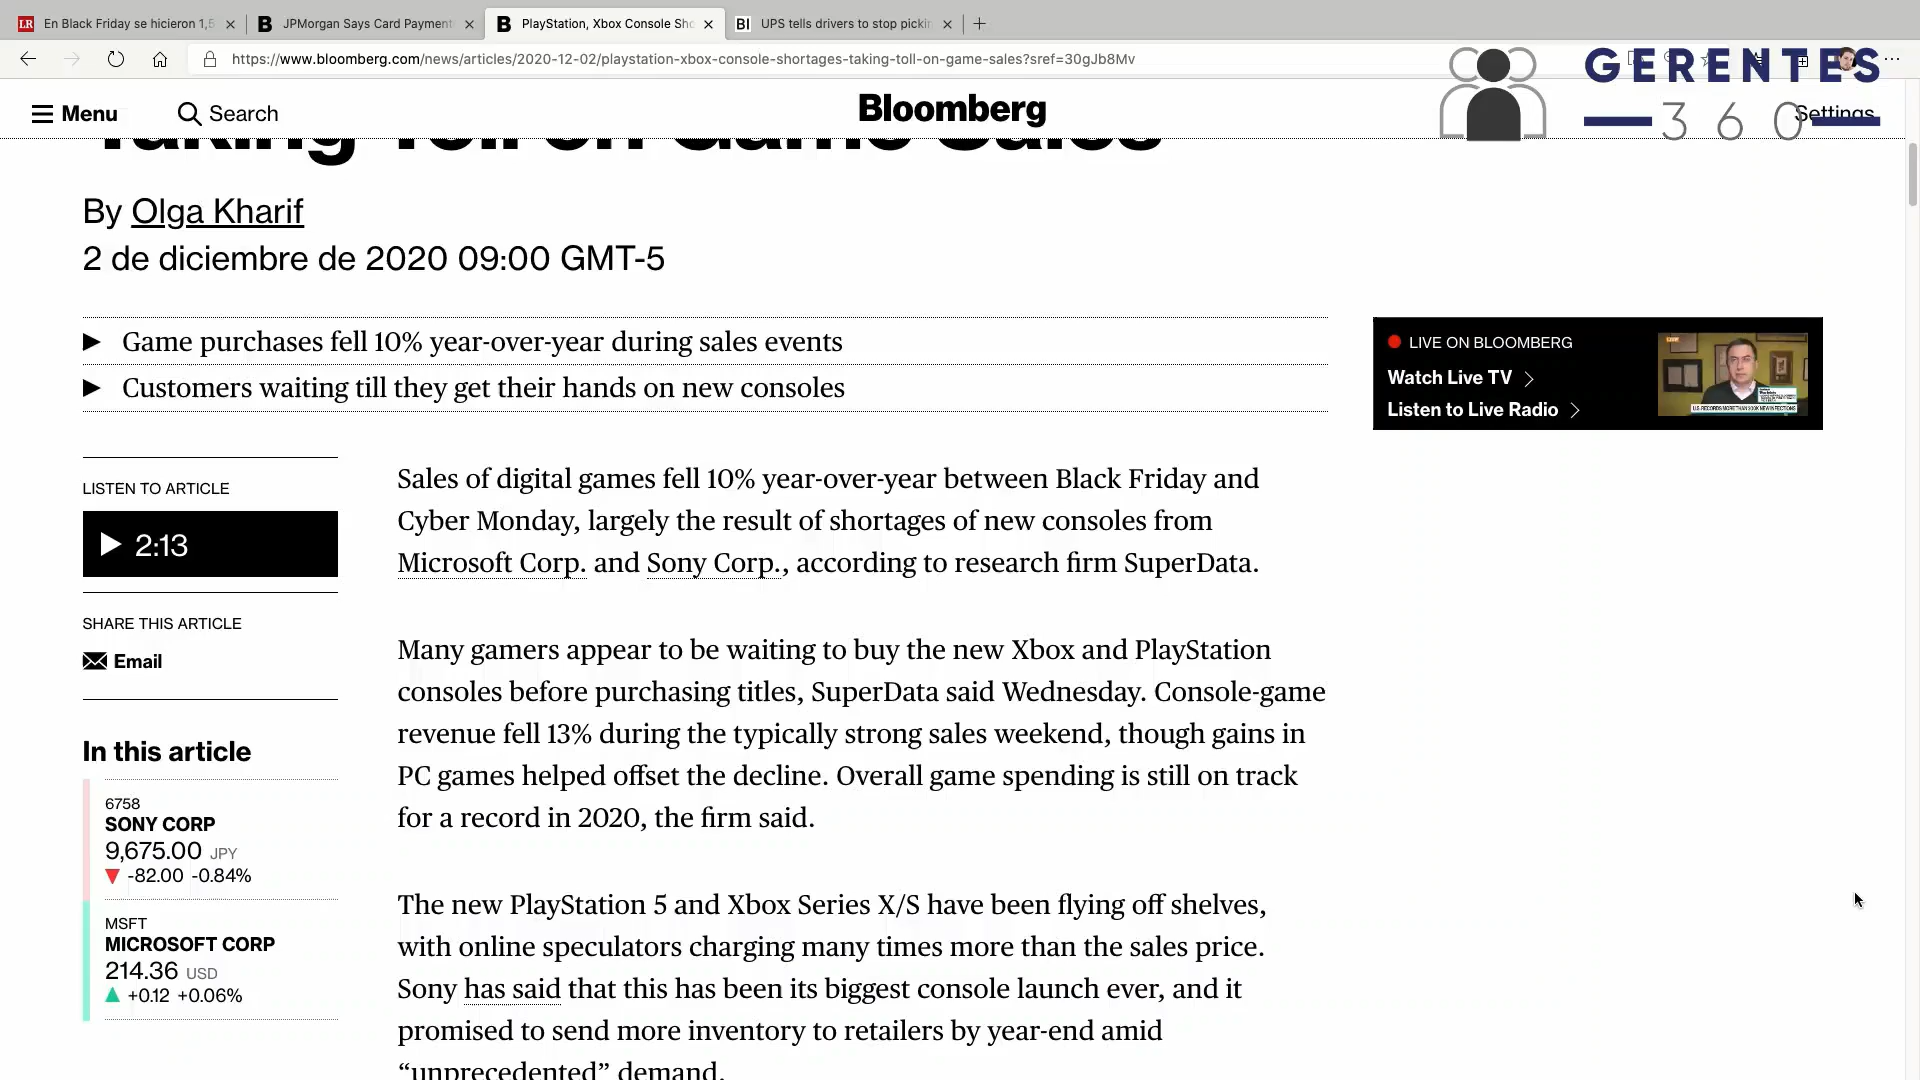 En Black Friday se hicieron 1,5
JPMorgan Says Card Payment
PlayStation, Xbox Console Sho
UPS tells drivers to stop pickin
https://www.bloomberg.com/news/articles/2020-12-02/playstation-xbox-console-shortages-taking-toll-on-game-sales?sref=30gJb8Mv
GERENTES
360
Menu
Search
Bloomberg
Settings
Taking Toll on Game Sales
By Olga Kharif
2 de diciembre de 2020 09:00 GMT-5
▶ Game purchases fell 10% year-over-year during sales events
▶ Customers waiting till they get their hands on new consoles
LIVE ON BLOOMBERG
Watch Live TV >
Listen to Live Radio >
U.S. RECORDS MORE THAN 200K NEW INFECTIONS
LISTEN TO ARTICLE
2:13
SHARE THIS ARTICLE
Email
In this article
6758
SONY CORP
9,675.00 JPY
▼ -82.00 -0.84%
MSFT
MICROSOFT CORP
214.36 USD
▲ +0.12 +0.06%
Sales of digital games fell 10% year-over-year between Black Friday and
Cyber Monday, largely the result of shortages of new consoles from
Microsoft Corp. and Sony Corp., according to research firm SuperData.
Many gamers appear to be waiting to buy the new Xbox and PlayStation
consoles before purchasing titles, SuperData said Wednesday. Console-game
revenue fell 13% during the typically strong sales weekend, though gains in
PC games helped offset the decline. Overall game spending is still on track
for a record in 2020, the firm said.
The new PlayStation 5 and Xbox Series X/S have been flying off shelves,
with online speculators charging many times more than the sales price.
Sony has said that this has been its biggest console launch ever, and it
promised to send more inventory to retailers by year-end amid
“unprecedented” demand.